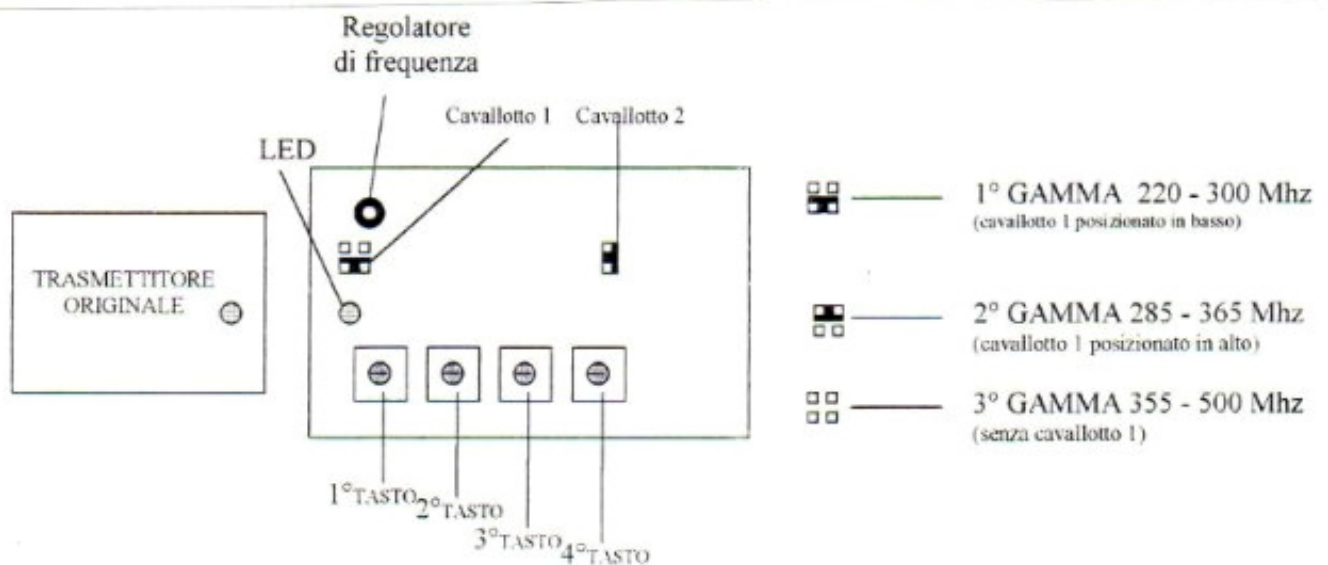 Regolatore
di frequenza
Cavallotto 1
Cavallotto 2
LED
TRASMETTITORE
ORIGINALE
1° TASTO
2° TASTO
3° TASTO
4° TASTO
1° GAMMA 220 - 300 Mhz
(cavallotto 1 posizionato in basso)
2° GAMMA 285 - 365 Mhz
(cavallotto 1 posizionato in alto)
3° GAMMA 355 - 500 Mhz
(senza cavallotto 1)